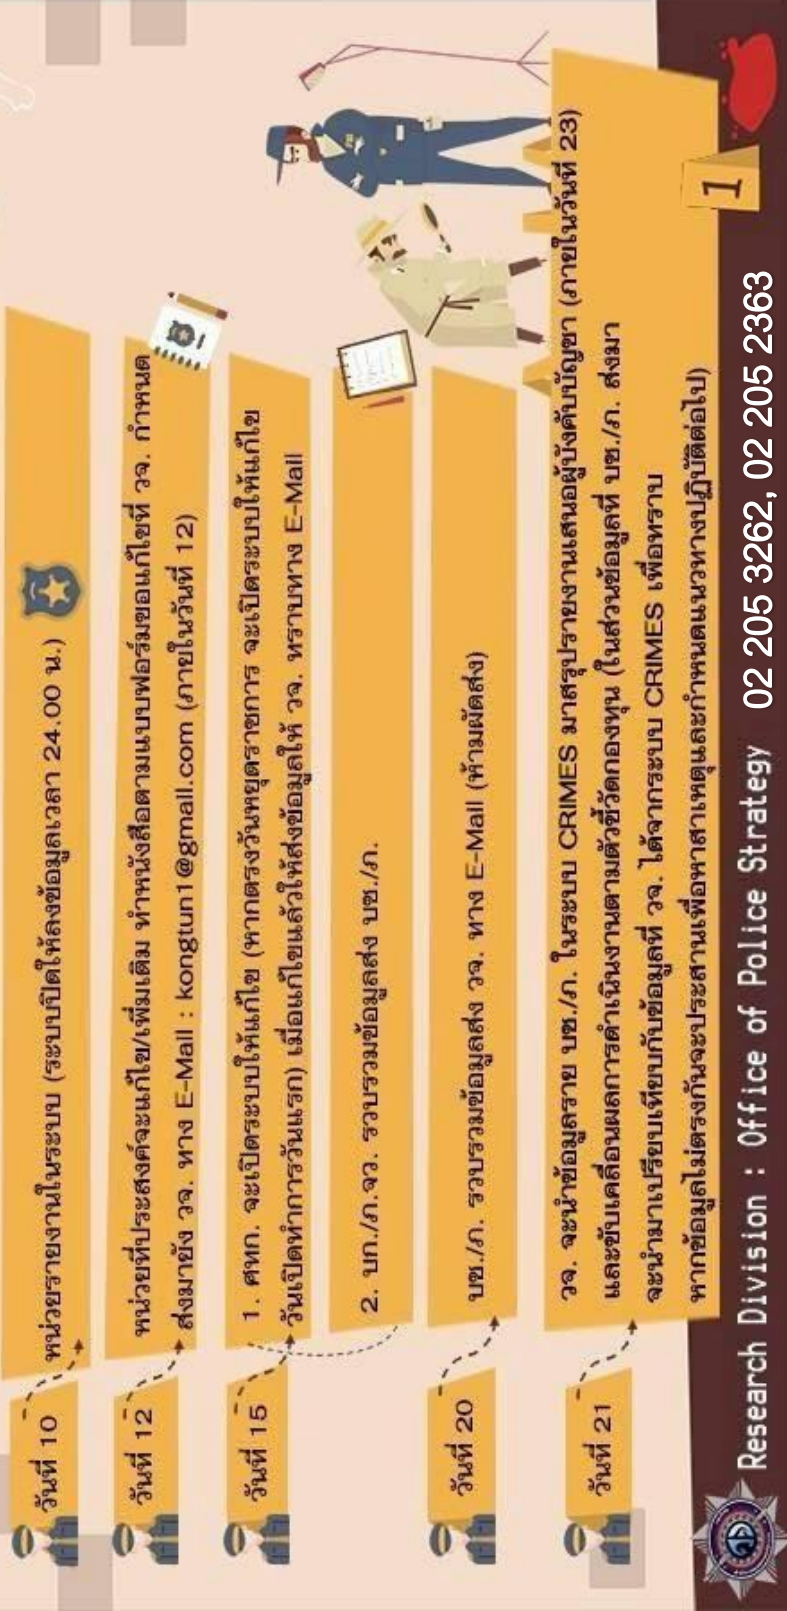 วันที่ 10
หน่วยรายงานในระบบ (ระบบปิดให้ลงข้อมูลเวลา 24.00 น.)
วันที่ 12
หน่วยที่ประสงค์จะแก้ไข/เพิ่มเติม ทำหนังสือตามแบบฟอร์มขอแก้ไขที่ วจ. กำหนด
ส่งมายัง วจ. ทาง E-Mail : kongtun1@gmail.com (ภายในวันที่ 12)
วันที่ 15
1. ศทก. จะเปิดระบบให้แก้ไข (หากตรงวันหยุดราชการ จะเปิดระบบให้แก้ไข
วันเปิดทำการวันแรก) เมื่อแก้ไขแล้วให้ส่งข้อมูลให้ วจ. ทราบทาง E-Mail
2. บก./ภ.จว. รวบรวมข้อมูลส่ง บช./ภ.
วันที่ 20
บช./ภ. รวบรวมข้อมูลส่ง วจ. ทาง E-Mail (ห้ามผัดส่ง)
วันที่ 21
วจ. จะนำข้อมูลราย บช./ภ. ในระบบ CRIMES มาสรุปรายงานเสนอผู้บังคับบัญชา (ภายในวันที่ 23)
และขับเคลื่อนผลการดำเนินงานตามตัวชี้วัดกองทุน (ในส่วนข้อมูลที่ บช./ภ. ส่งมา
จะนำมาเปรียบเทียบกับข้อมูลที่ วจ. ได้จากระบบ CRIMES เพื่อทราบ
หากข้อมูลไม่ตรงกันจะประสานเพื่อหาสาเหตุและกำหนดแนวทางปฏิบัติต่อไป)
1
Research Division : Office of Police Strategy 02 205 3262, 02 205 2363